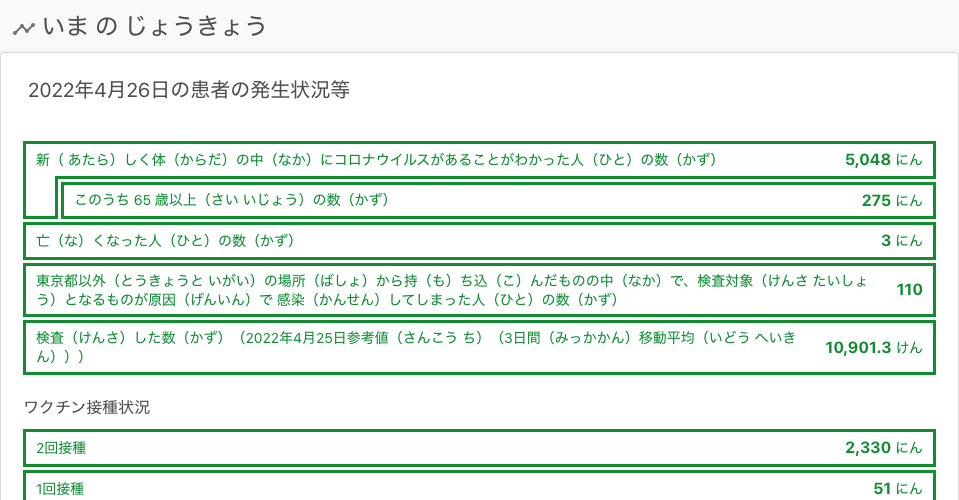 いま の じょうきょう
2022年4月26日の患者の発生状況等
新（ あたら）しく体（からだ）の中（なか）にコロナウイルスがあることがわかった人（ひと）の数（かず） 5,048 にん
このうち 65 歳以上（さい いじょう）の数（かず） 275 にん
亡（な）くなった人（ひと）の数（かず） 3 にん
東京都以外（とうきょうと いがい）の場所（ばしょ）から持（も）ち込（こ）んだものの中（なか）で、検査対象（けんさ たいしょ
う）となるものが原因（げんいん）で 感染（かんせん）してしまった人（ひと）の数（かず） 110
検査（けんさ）した数（かず）（2022年4月25日参考値（さんこう ち）（3日間（みっかかん）移動平均（いどう へいき
ん））） 10,901.3 けん
ワクチン接種状況
2回接種 2,330 にん
1回接種 51 にん